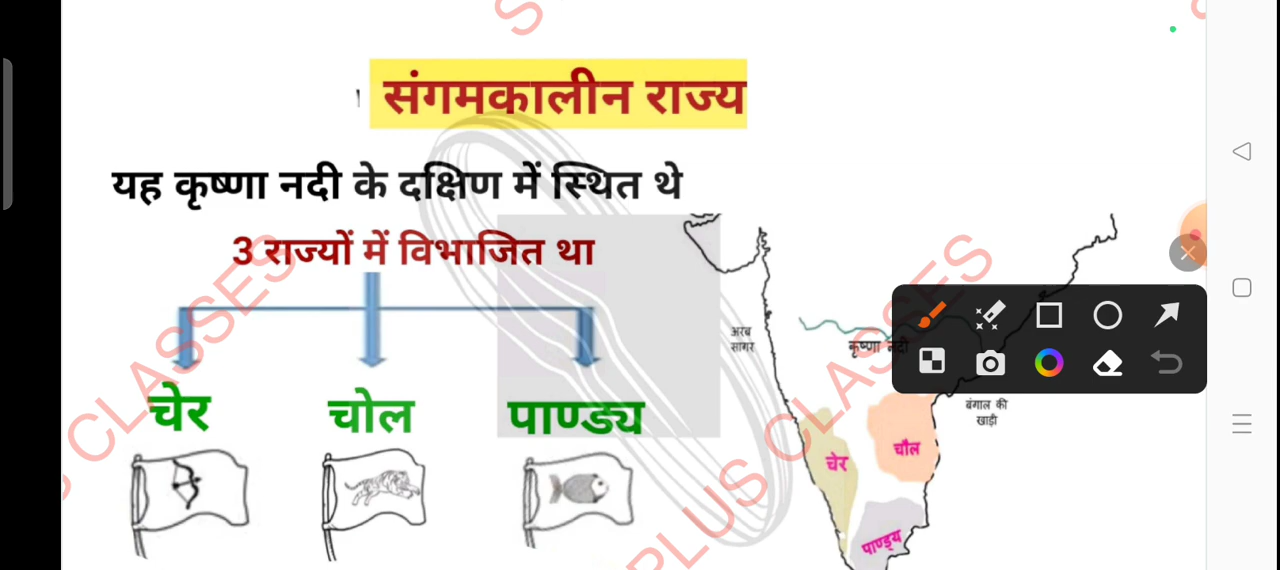 संगमकालीन राज्य
यह कृष्णा नदी के दक्षिण में स्थित थे
3 राज्यों में विभाजित था
चेर
चोल
पाण्ड्य
अरब
सागर
कृष्णा नदी
बंगाल की
खाड़ी
चेर
चौल
पाण्ड्य
CLASSES
PLUS CLASSES